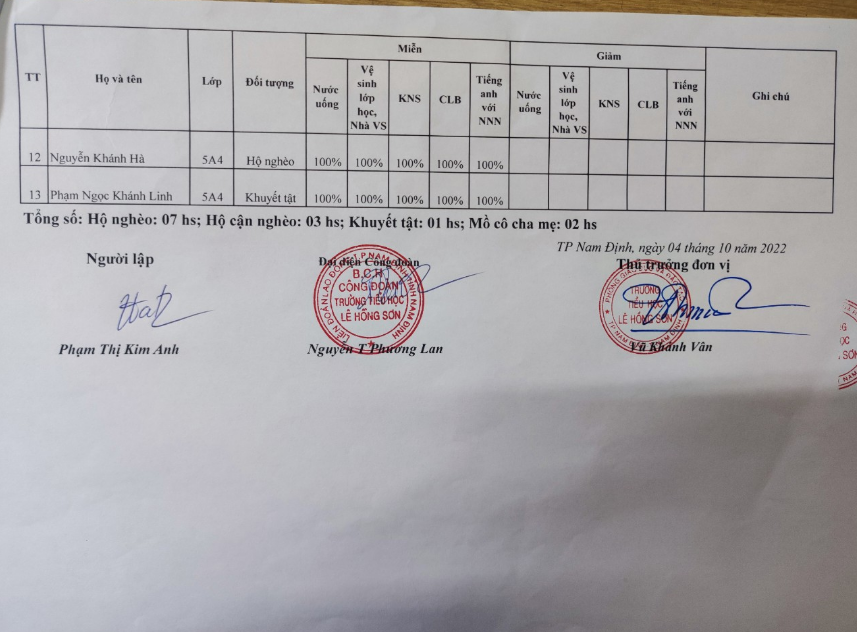 TT Họ và tên Lớp Đối tượng Miễn Giảm Ghi chú
Nước uống Vệ sinh lớp học, Nhà VS KNS CLB Tiếng anh với NNN Nước uống Vệ sinh lớp học, Nhà VS KNS CLB Tiếng anh với NNN
12 Nguyễn Khánh Hà 5A4 Hộ nghèo 100% 100% 100% 100% 100%
13 Phạm Ngọc Khánh Linh 5A4 Khuyết tật 100% 100% 100% 100% 100%
Tổng số: Hộ nghèo: 07 hs; Hộ cận nghèo: 03 hs; Khuyết tật: 01 hs; Mồ côi cha mẹ: 02 hs
TP Nam Định, ngày 04 tháng 10 năm 2022
Người lập Đại diện Công đoàn Thủ trưởng đơn vị
B.C.H
CÔNG ĐOÀN
TRƯỜNG TIỂU HỌC
LÊ HỒNG SƠN
TRƯỜNG
TIỂU HỌC
LÊ HỒNG SƠN
Phạm Thị Kim Anh Nguyễn T Phương Lan Vũ Khánh Vân